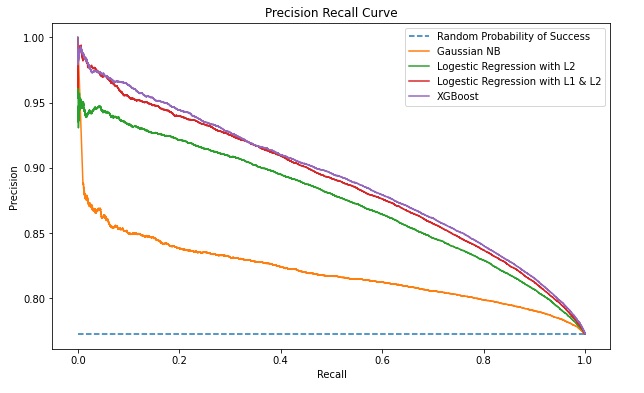 Precision Recall Curve
Random Probability of Success
Gaussian NB
Logestic Regression with L2
Logestic Regression with L1 & L2
XGBoost
1.00
0.95
0.90
0.85
0.80
Precision
0.0 0.2 0.4 0.6 0.8 1.0
Recall